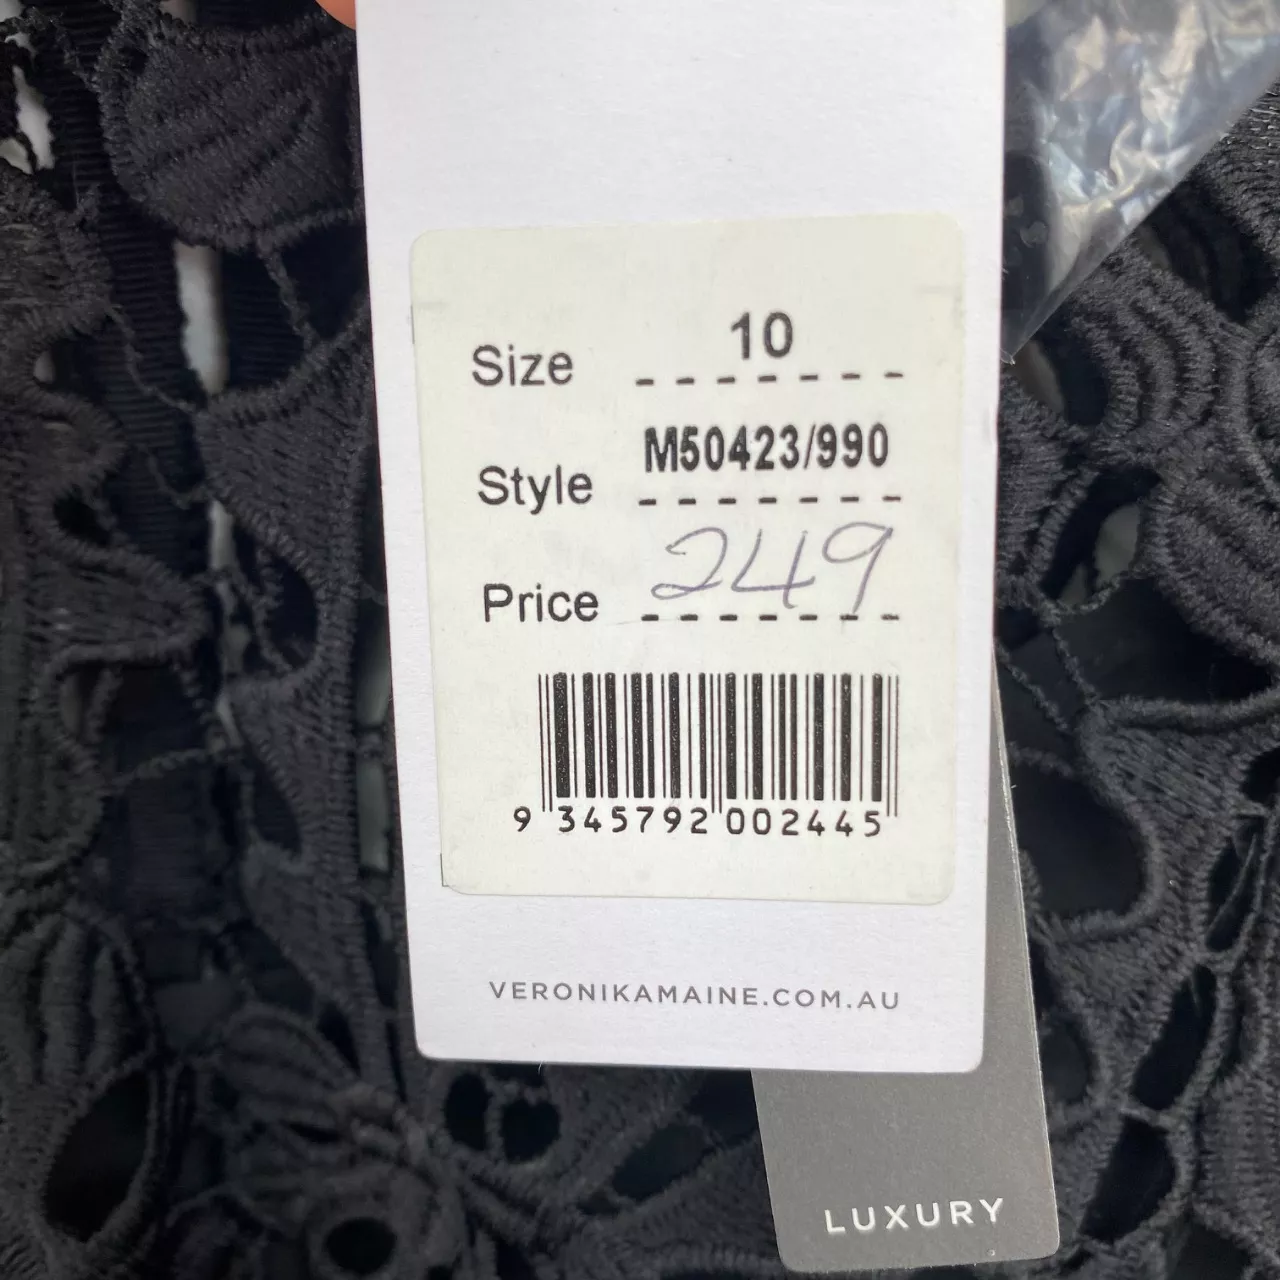 Size 10
Style M50423/990
Price 249
9 345792 002445
VERONIKAMAINE.COM.AU
LUXURY